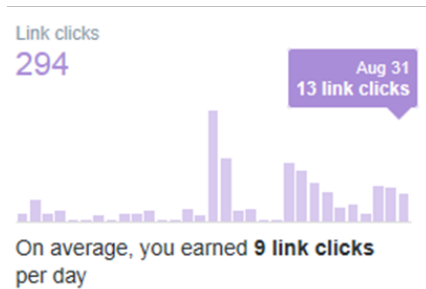 Link clicks
294
Aug 31
13 link clicks
On average, you earned 9 link clicks
per day